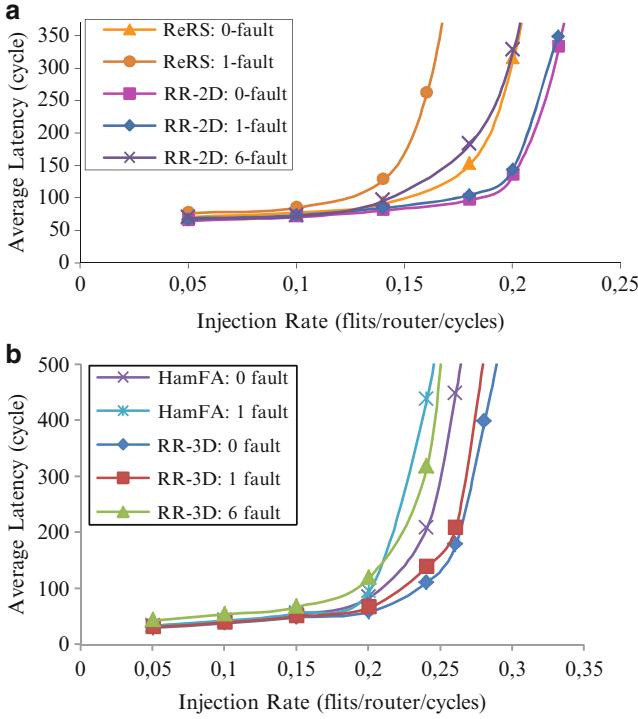 a
Average Latency (cycle)
350
300
250
200
150
100
50
0
ReRS: 0-fault
ReRS: 1-fault
RR-2D: 0-fault
RR-2D: 1-fault
RR-2D: 6-fault
0 0,05 0,1 0,15 0,2 0,25
Injection Rate (flits/router/cycles)
b
Average Latency (cycle)
500
400
300
200
100
0
HamFA: 0 fault
HamFA: 1 fault
RR-3D: 0 fault
RR-3D: 1 fault
RR-3D: 6 fault
0 0,05 0,1 0,15 0,2 0,25 0,3 0,35
Injection Rate (flits/router/cycles)